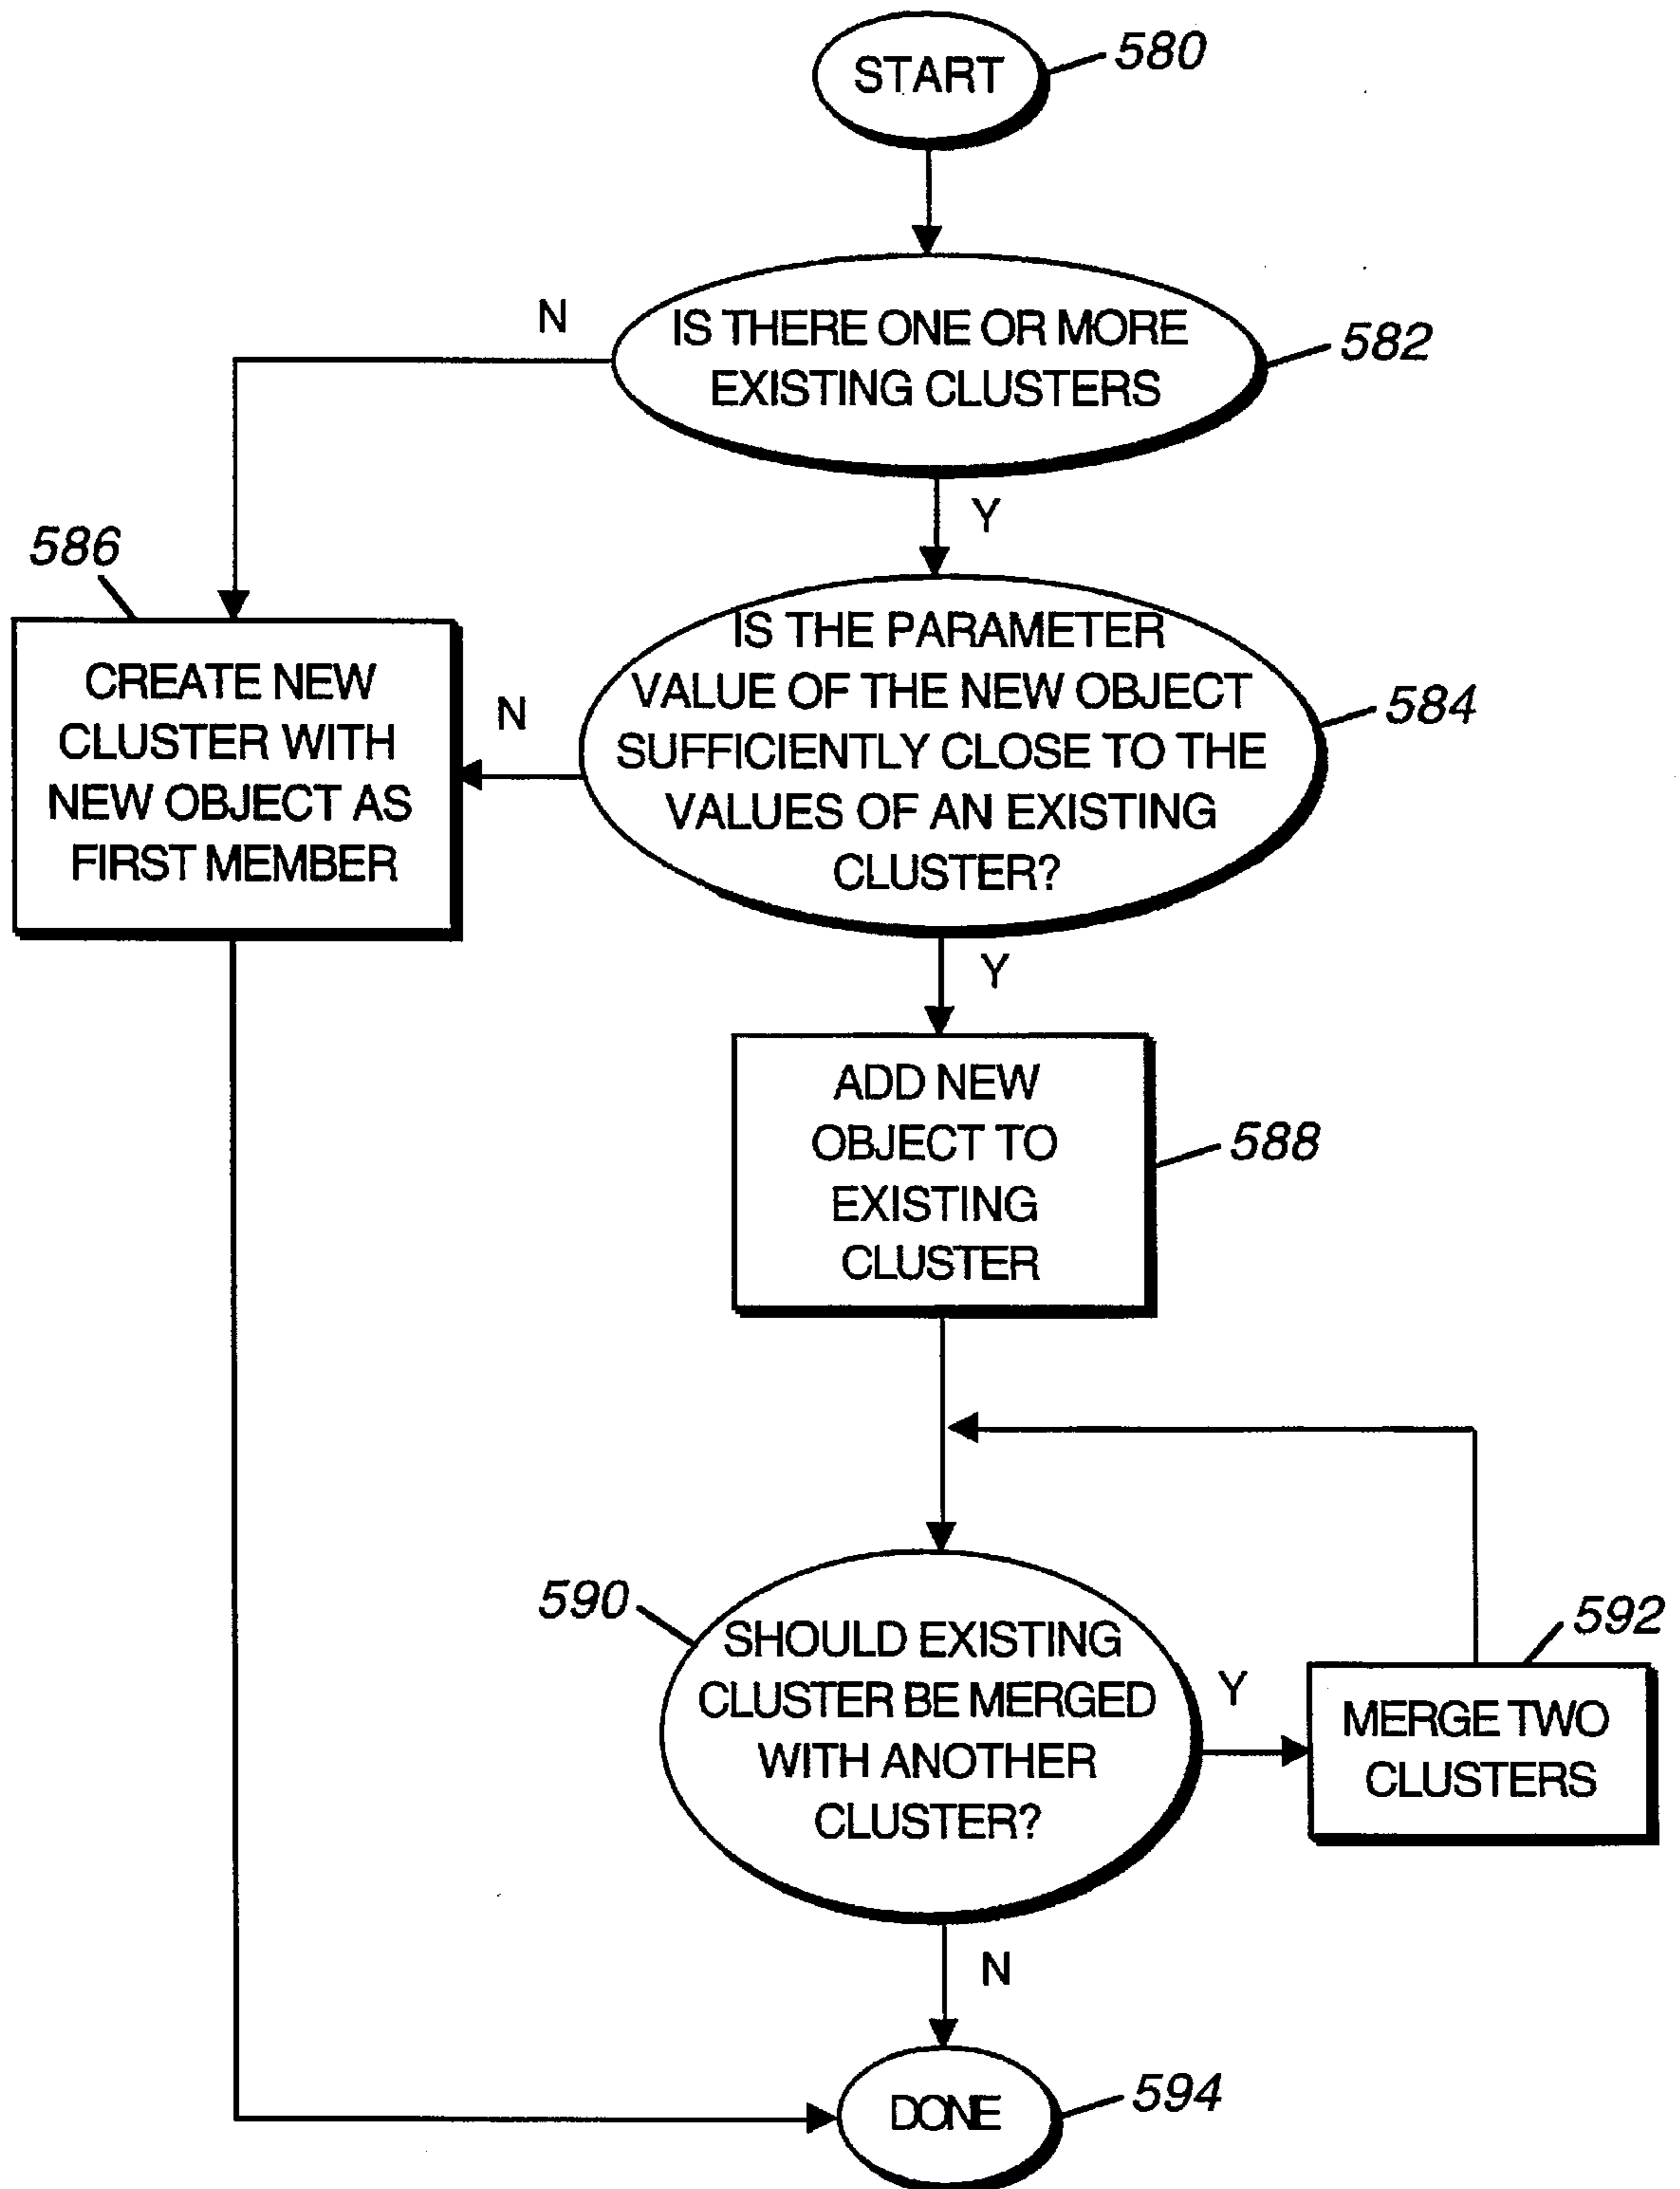 START
580
N
IS THERE ONE OR MORE
EXISTING CLUSTERS
582
Y
586
CREATE NEW
CLUSTER WITH
NEW OBJECT AS
FIRST MEMBER
N
IS THE PARAMETER
VALUE OF THE NEW OBJECT
SUFFICIENTLY CLOSE TO THE
VALUES OF AN EXISTING
CLUSTER?
584
Y
ADD NEW
OBJECT TO
EXISTING
CLUSTER
588
590
SHOULD EXISTING
CLUSTER BE MERGED
WITH ANOTHER
CLUSTER?
Y
592
MERGE TWO
CLUSTERS
N
DONE
594